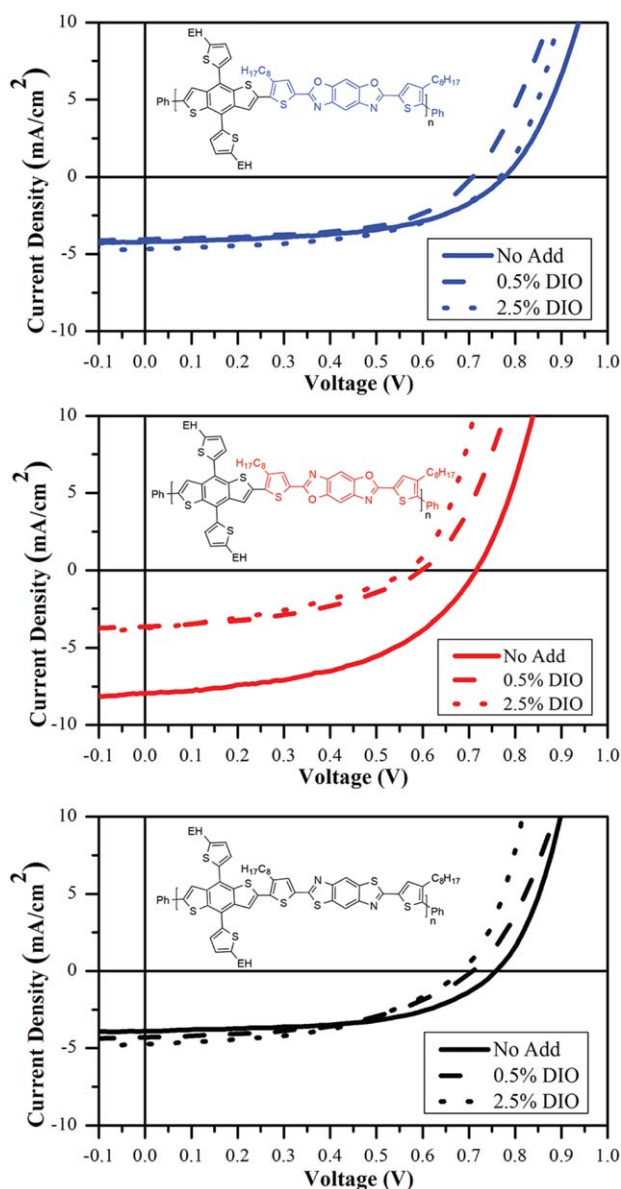 10
5
0
-5
-10
Current Density (mA/cm²)
EH
S
S
H17C8
C8H17
Ph
S
S
O
O
N
N
S
S
Ph
n
S
EH
No Add
0.5% DIO
2.5% DIO
-0.1 0.0 0.1 0.2 0.3 0.4 0.5 0.6 0.7 0.8 0.9 1.0
Voltage (V)
10
5
0
-5
-10
Current Density (mA/cm²)
EH
S
H17C8
C8H17
S
N
O
Ph
S
S
O
N
S
Ph
n
S
EH
No Add
0.5% DIO
2.5% DIO
-0.1 0.0 0.1 0.2 0.3 0.4 0.5 0.6 0.7 0.8 0.9 1.0
Voltage (V)
10
5
0
-5
-10
Current Density (mA/cm²)
EH
S
H17C8
C8H17
S
N
S
Ph
S
S
S
N
S
Ph
n
S
EH
No Add
0.5% DIO
2.5% DIO
-0.1 0.0 0.1 0.2 0.3 0.4 0.5 0.6 0.7 0.8 0.9 1.0
Voltage (V)